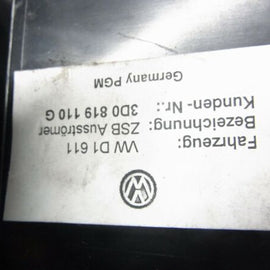 Fahrzeug: VW D1 611
Bezeichnung: ZSB Ausströmer
Kunden-Nr.: 3D0 819 110 G
Germany PGM